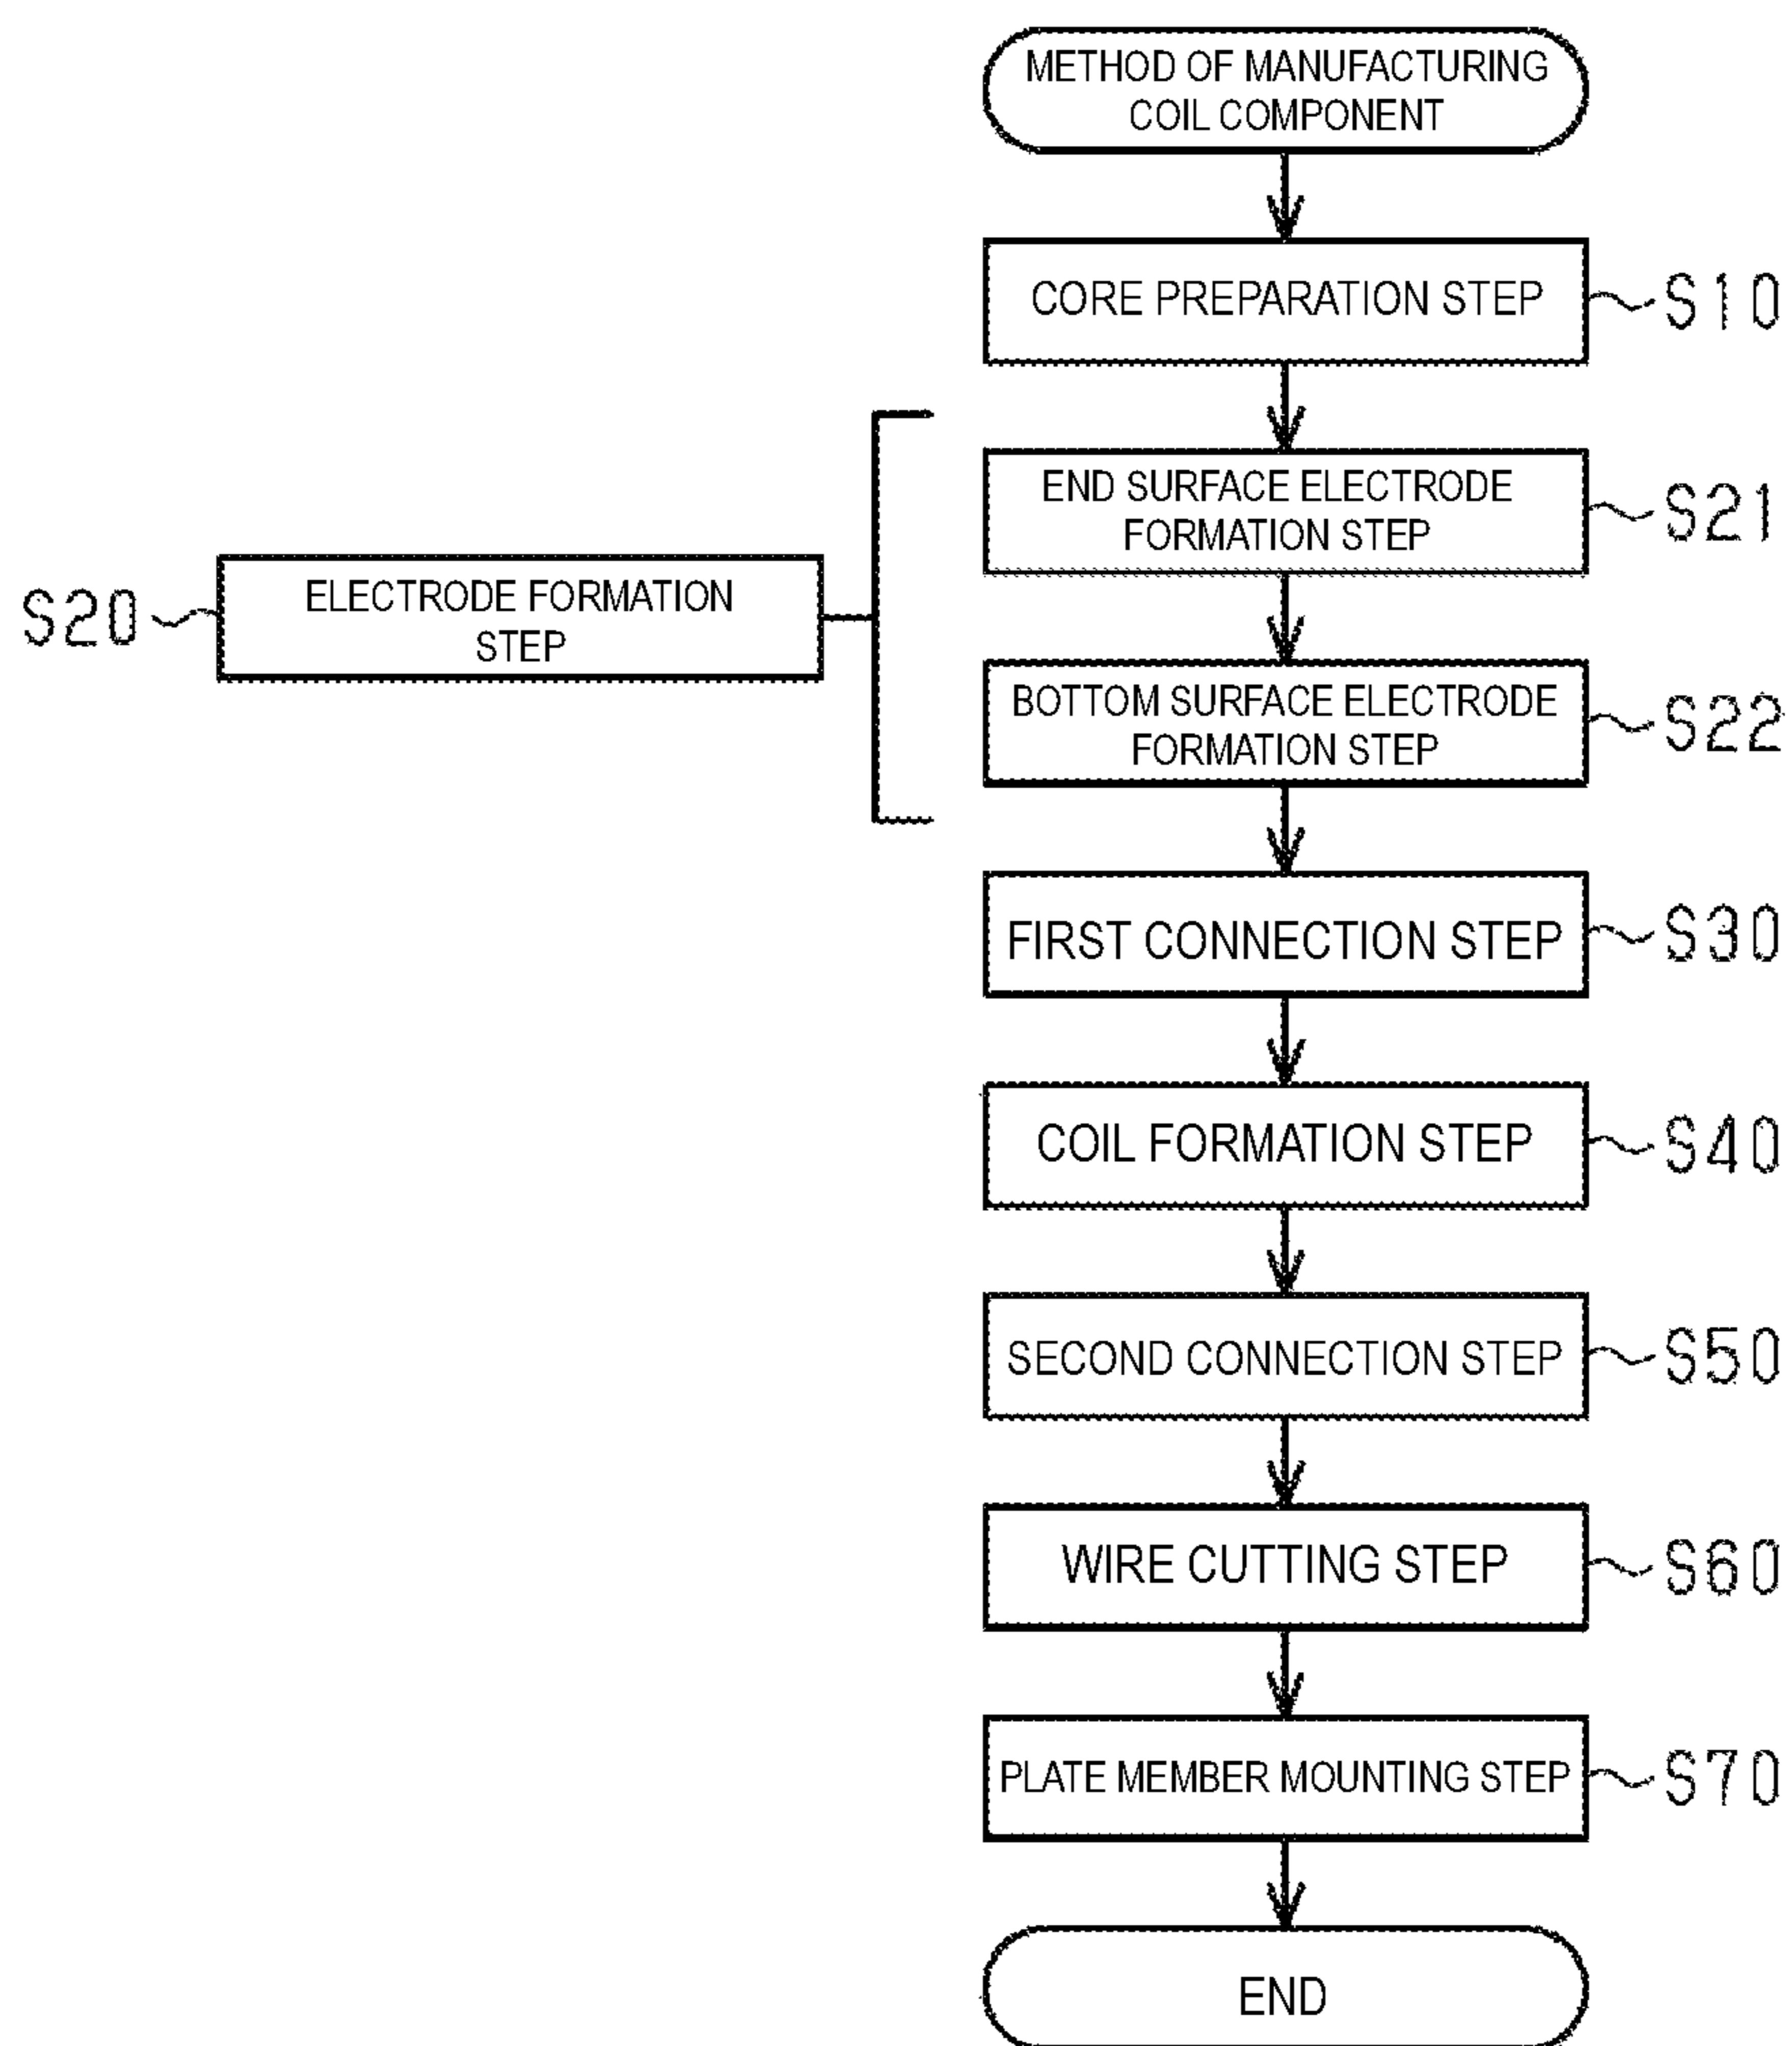 METHOD OF MANUFACTURING
COIL COMPONENT
CORE PREPARATION STEP
S10
END SURFACE ELECTRODE
FORMATION STEP
S21
S20
ELECTRODE FORMATION
STEP
BOTTOM SURFACE ELECTRODE
FORMATION STEP
S22
FIRST CONNECTION STEP
S30
COIL FORMATION STEP
S40
SECOND CONNECTION STEP
S50
WIRE CUTTING STEP
S60
PLATE MEMBER MOUNTING STEP
S70
END